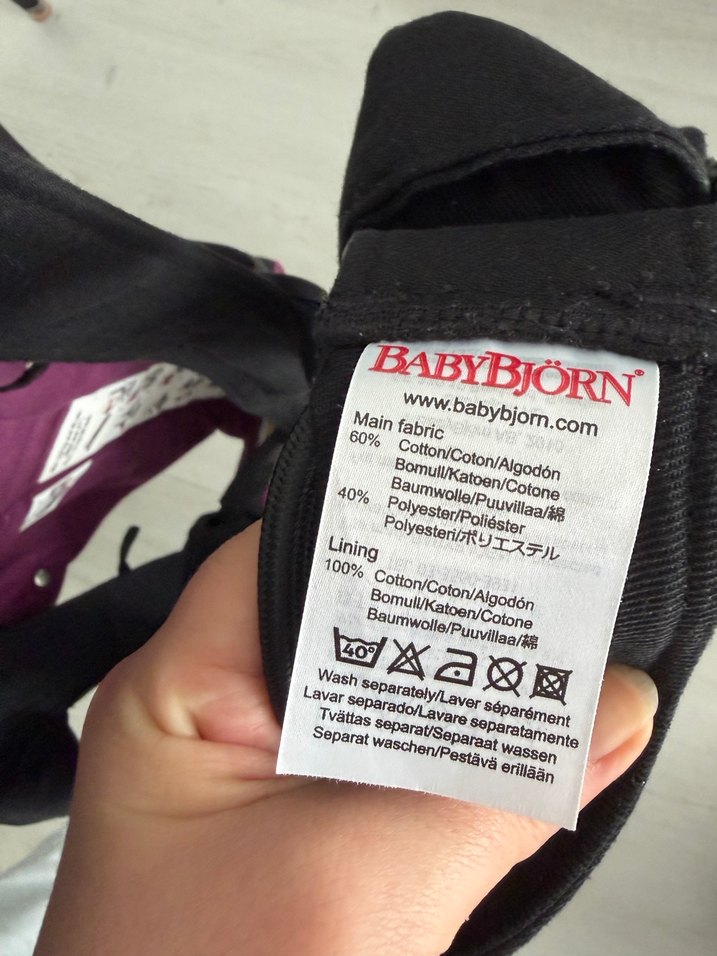 BABYBJÖRN®
www.babybjorn.com
Main fabric
60% Cotton/Coton/Algodón
Bomull/Katoen/Cotone
Baumwolle/Puuvillaa/綿
40% Polyester/Poliéster
Polyesteri/ポリエステル
Lining
100% Cotton/Coton/Algodón
Bomull/Katoen/Cotone
Baumwolle/Puuvillaa/綿
40°
Wash separately/Laver séparément
Lavar separado/Lavare separatamente
Tvättas separat/Separaat wassen
Separat waschen/Pestävä erillään